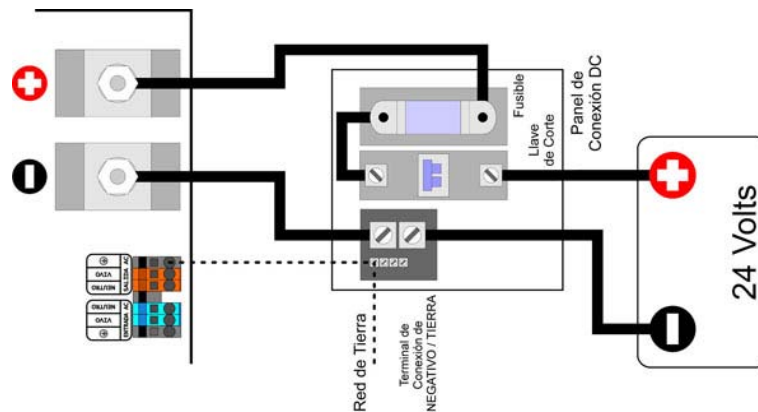 Fusible
Llave
de Corte
Panel de
Conexión DC
24 Volts
SALIDA AC
NEUTRO
VIVO
ENTRADA AC
NEUTRO
VIVO
Red de Tierra
Terminal de
Conexión de
NEGATIVO / TIERRA